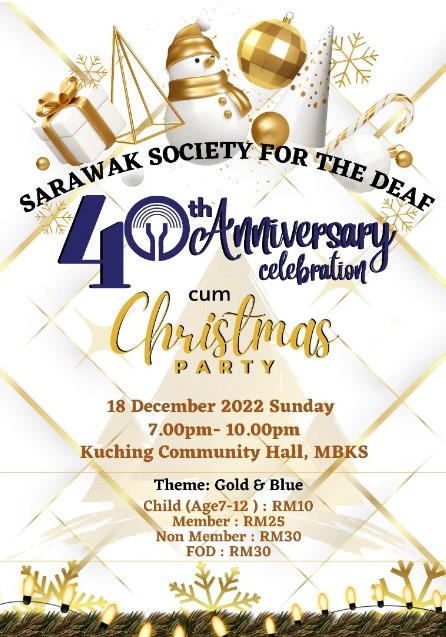 SARAWAK SOCIETY FOR THE DEAF
40th Anniversary
celebration
cum
Christmas
PARTY
18 December 2022 Sunday
7.00pm- 10.00pm
Kuching Community Hall, MBKS
Theme: Gold & Blue
Child (Age7-12 ) : RM10
Member : RM25
Non Member : RM30
FOD : RM30